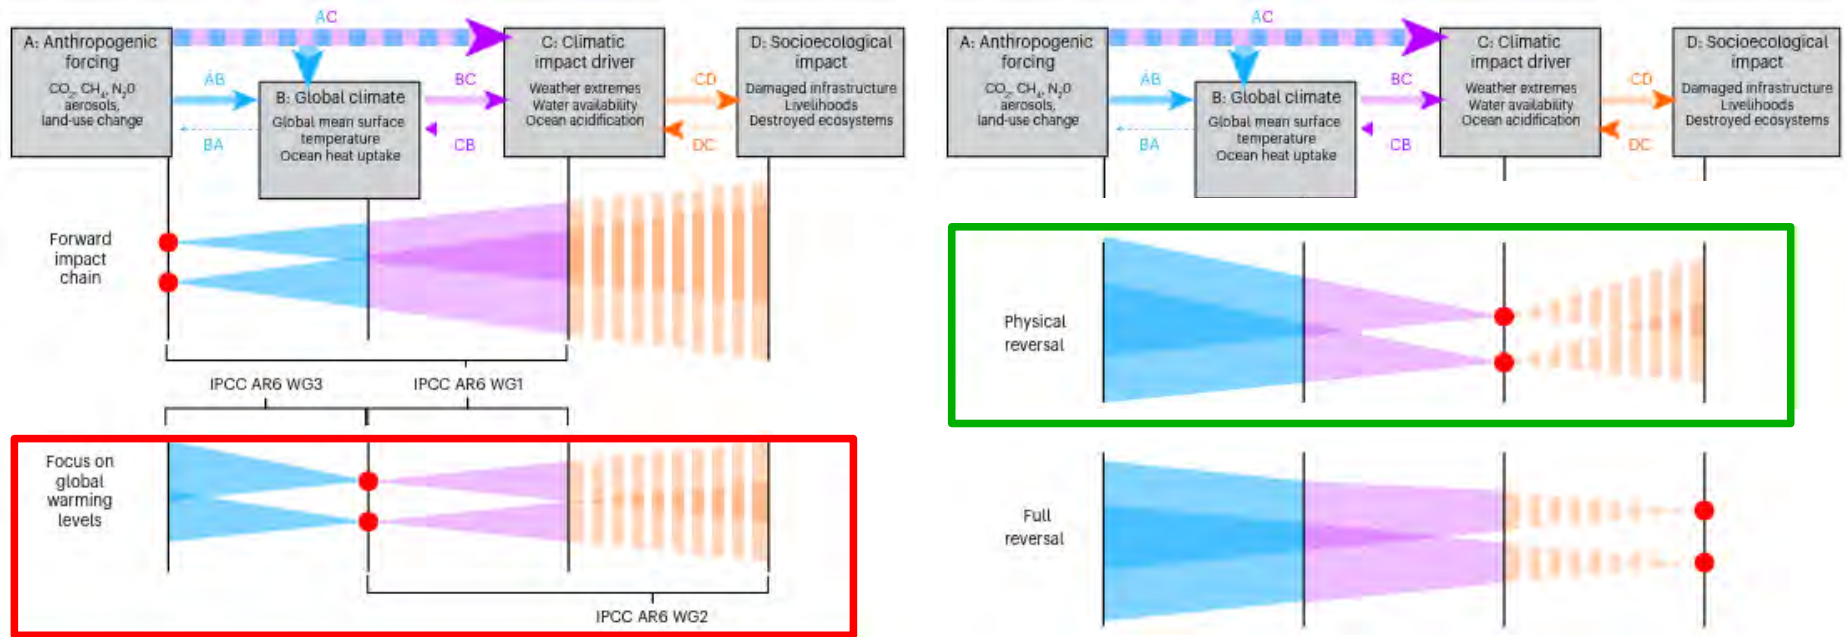 AC
A: Anthropogenic
forcing
CO₂, CH₄, N₂0
aerosols,
land-use change
AB
BA
B: Global climate
Global mean surface
temperature
Ocean heat uptake
BC
CB
C: Climatic
impact driver
Weather extremes
Water availability
Ocean acidification
CD
DC
D: Socioecological
impact
Damaged infrastructure
Livelihoods
Destroyed ecosystems
Forward
impact
chain
IPCC AR6 WG3
IPCC AR6 WG1
Focus on
global
warming
levels
IPCC AR6 WG2
AC
A: Anthropogenic
forcing
CO₂, CH₄, N₂0
aerosols,
land-use change
AB
BA
B: Global climate
Global mean surface
temperature
Ocean heat uptake
BC
CB
C: Climatic
impact driver
Weather extremes
Water availability
Ocean acidification
CD
DC
D: Socioecological
impact
Damaged infrastructure
Livelihoods
Destroyed ecosystems
Physical
reversal
Full
reversal